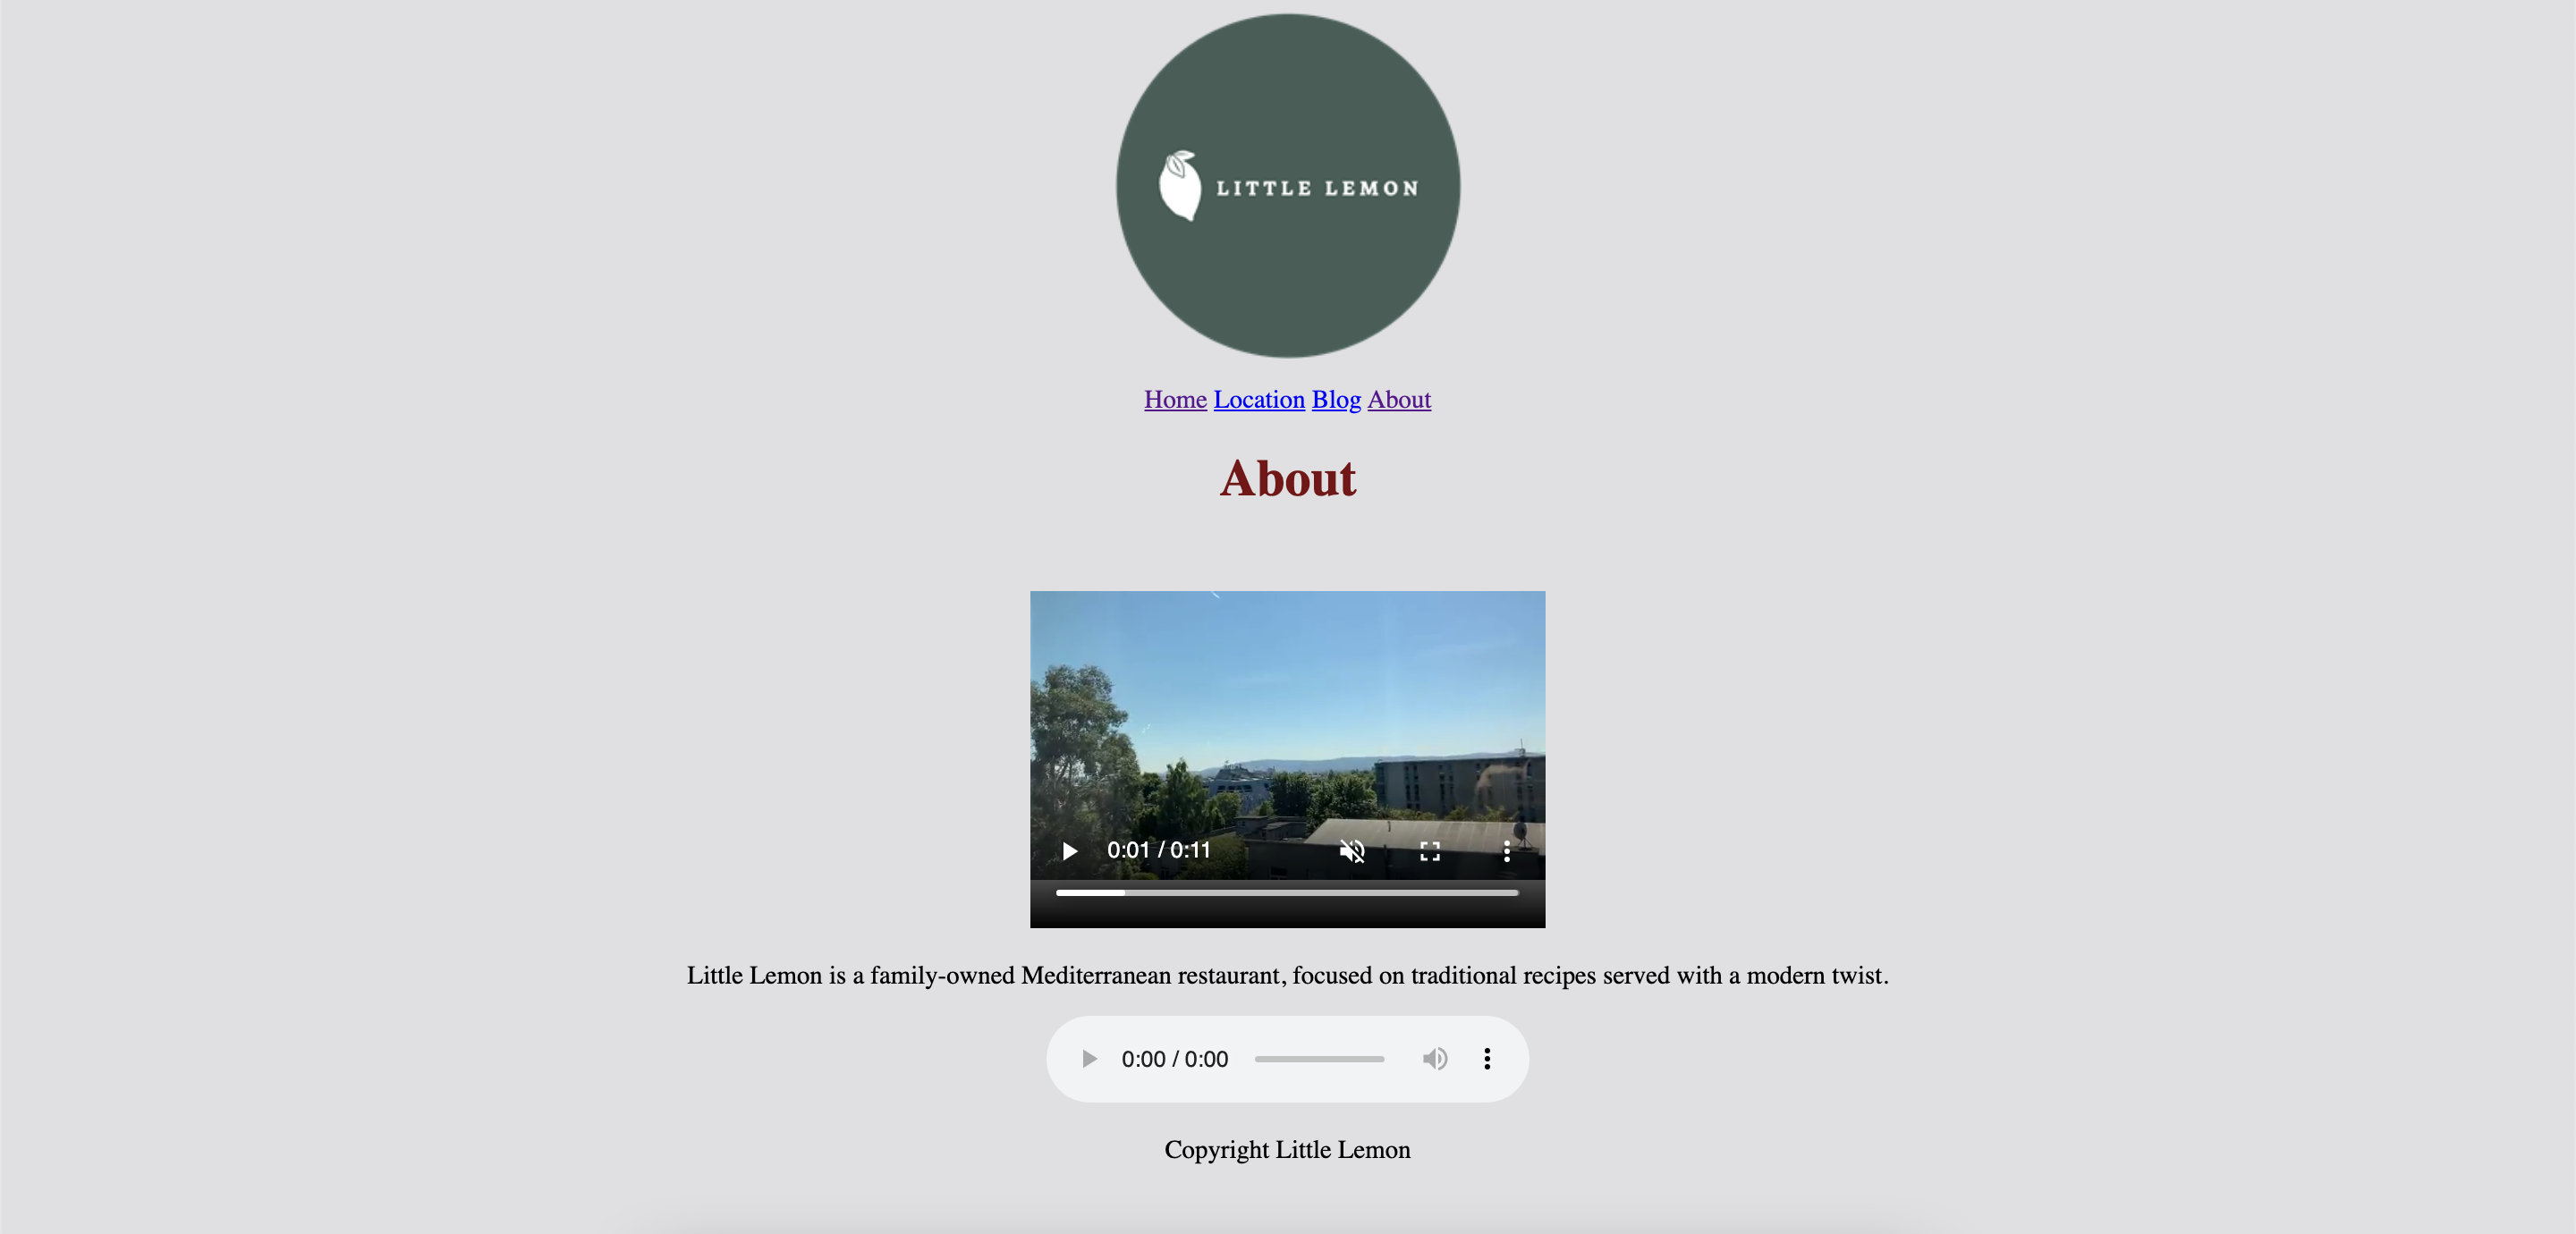 LITTLE LEMON
Home Location Blog About
About
0:01 / 0:11
Little Lemon is a family-owned Mediterranean restaurant, focused on traditional recipes served with a modern twist.
0:00 / 0:00
Copyright Little Lemon